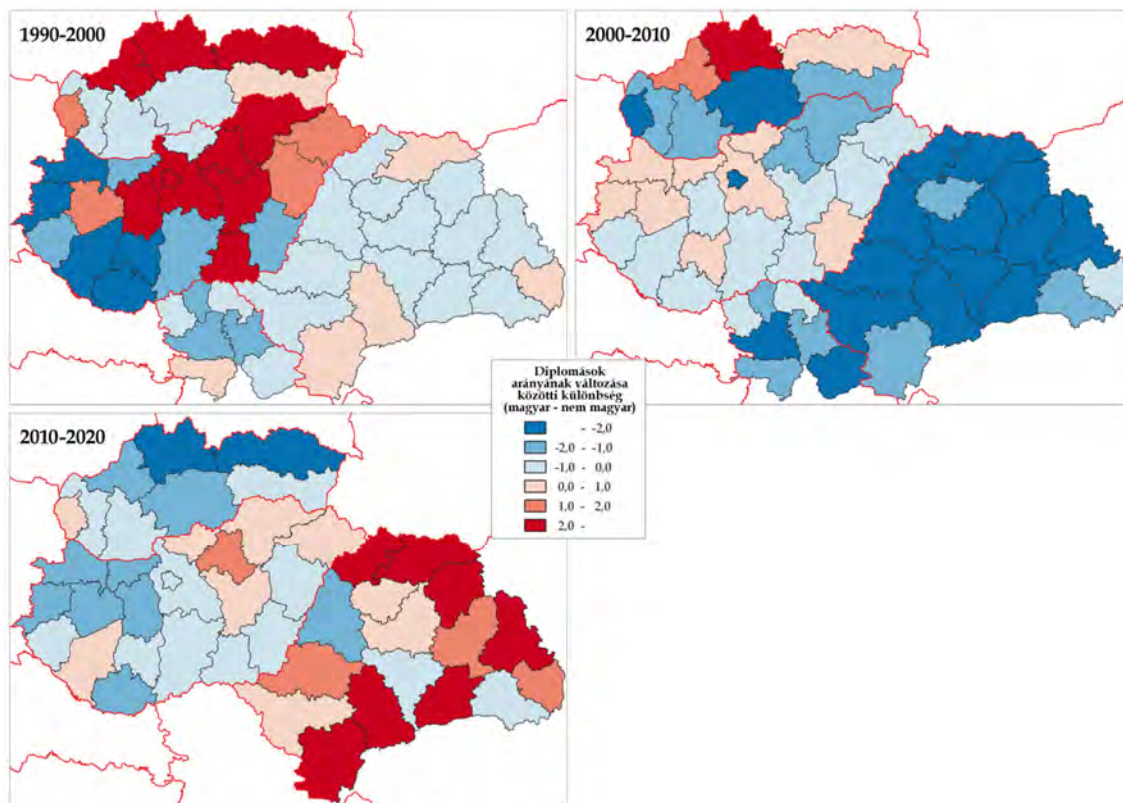 1990-2000
2000-2010
Diplomások
arányának változása
közötti különbség
(magyar - nem magyar)
- -2,0
-2,0 - -1,0
-1,0 - 0,0
0,0 - 1,0
1,0 - 2,0
2,0 -
2010-2020